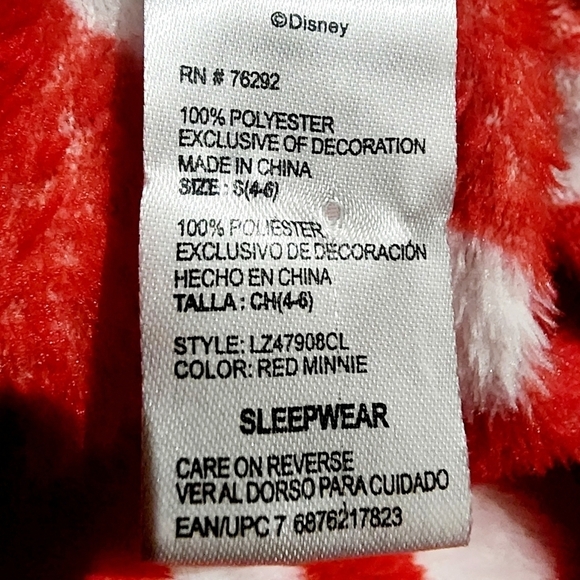 ©Disney
RN # 76292
100% POLYESTER
EXCLUSIVE OF DECORATION
MADE IN CHINA
SIZE : S(4-6)
100% POLIESTER
EXCLUSIVO DE DECORACIÓN
HECHO EN CHINA
TALLA : CH(4-6)
STYLE: LZ47908CL
COLOR: RED MINNIE
SLEEPWEAR
CARE ON REVERSE
VER AL DORSO PARA CUIDADO
EAN/UPC 7 6876217823